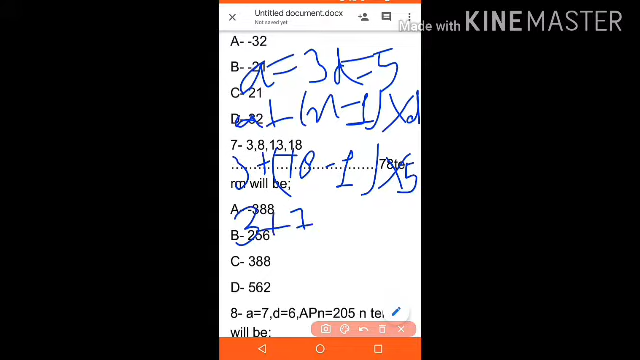 Untitled document.docx
Not saved yet
Made with KINEMASTER
A- -32
B- -21
a=3 d=5
C- 21
a+(n-1)xd
D- 32
7- 3,8,13,18
.......................................78te
3+(78-1)x5
rm will be;
A- -388
3+7
B- 256
C- 388
D- 562
8- a=7,d=6,APn=205 n te
will be: